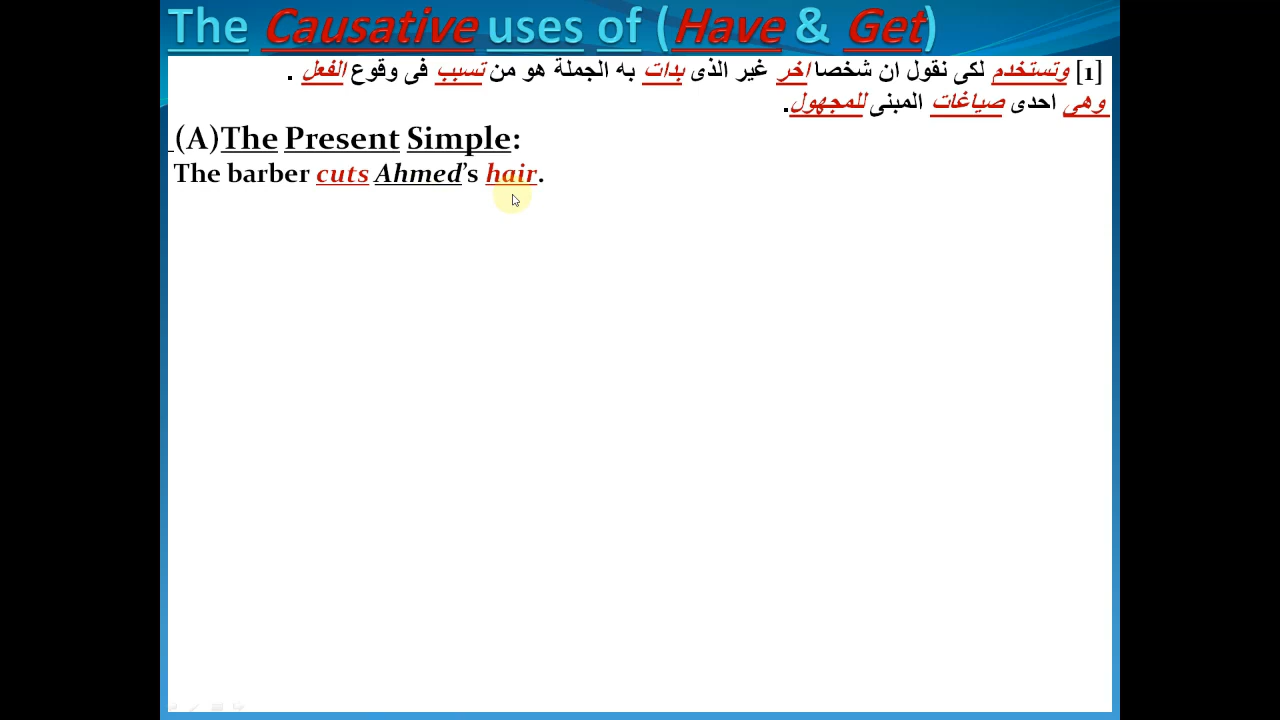 The Causative uses of (Have & Get)
[1] وتستخدم لكى نقول ان شخصا اخر غير الذى بدات به الجملة هو من تسبب فى وقوع الفعل .
وهى احدى صياغات المبنى للمجهول.
(A)The Present Simple:
The barber cuts Ahmed’s hair.